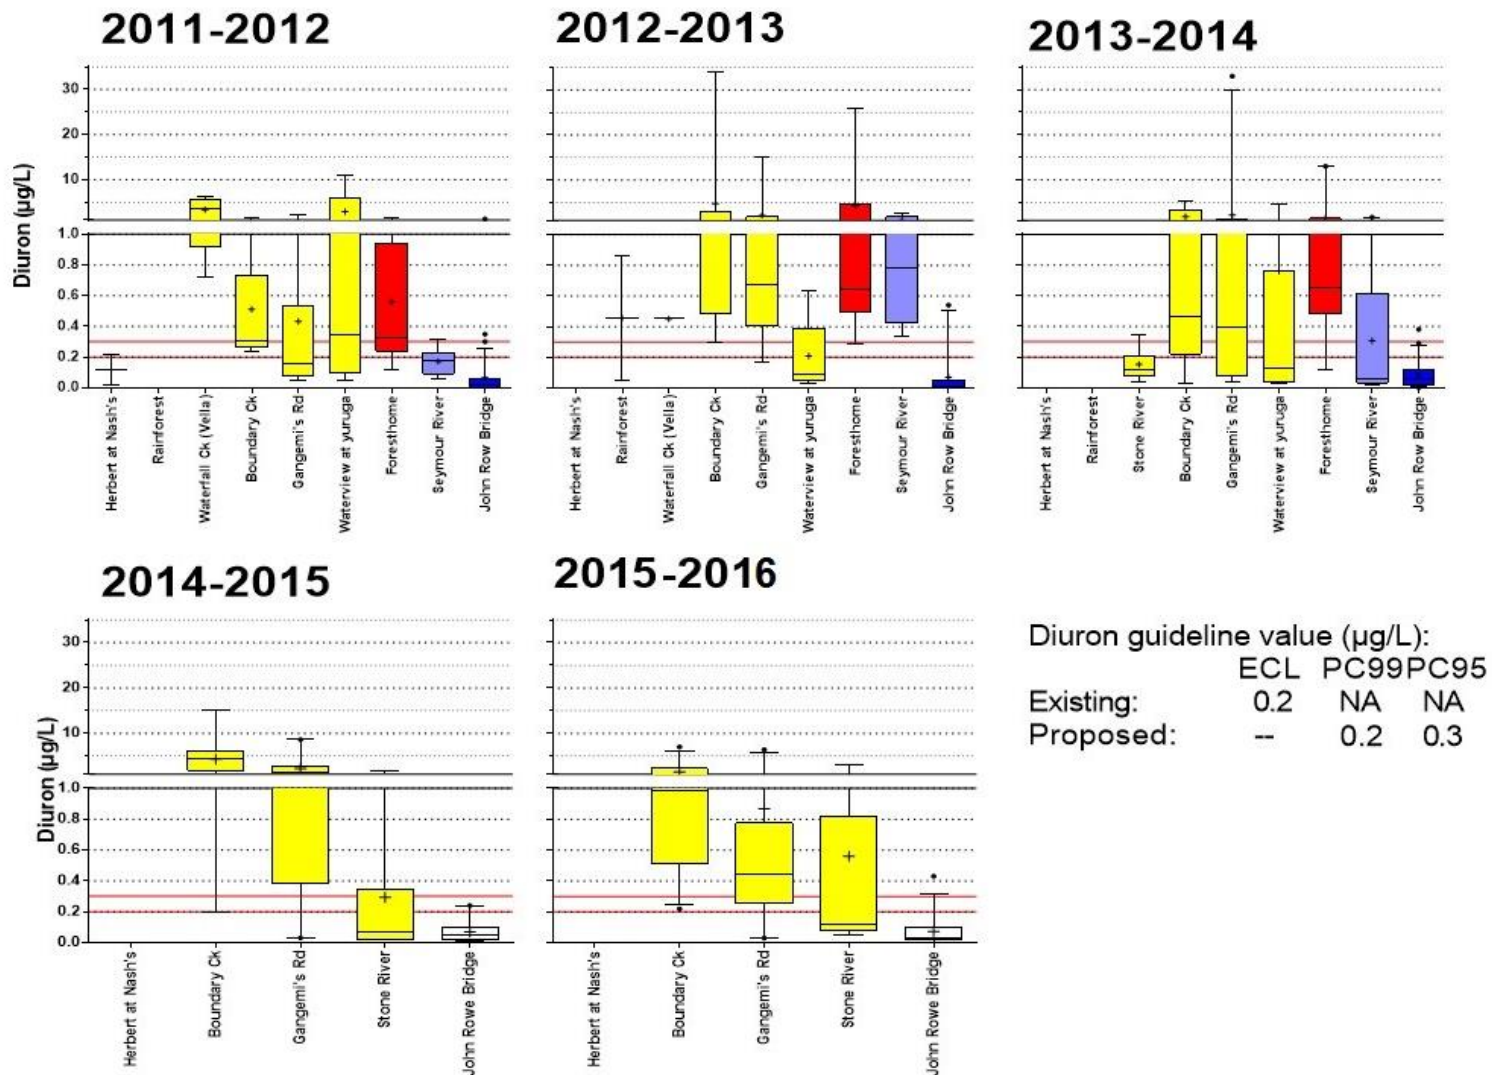 2011-2012
2012-2013
2013-2014
Diuron (µg/L)
30
20
10
1.0
0.8
0.6
0.4
0.2
0.0
Herbert at Nash's
Rainforest
Waterfall Ck (Vella)
Boundary Ck
Gangemi's Rd
Waterview at yuruga
Foresthome
Seymour River
John Row Bridge
Herbert at Nash's
Rainforest
Waterfall Ck (Vella)
Boundary Ck
Gangemi's Rd
Waterview at yuruga
Foresthome
Seymour River
John Row Bridge
Herbert at Nash's
Rainforest
Stone River
Boundary Ck
Gangemi's Rd
Waterview at yuruga
Foresthome
Seymour River
John Row Bridge
2014-2015
2015-2016
Diuron (µg/L)
30
20
10
1.0
0.8
0.6
0.4
0.2
0.0
Herbert at Nash's
Boundary Ck
Gangemi's Rd
Stone River
John Rowe Bridge
Herbert at Nash's
Boundary Ck
Gangemi's Rd
Stone River
John Rowe Bridge
Diuron guideline value (µg/L):
ECL PC99 PC95
Existing: 0.2 NA NA
Proposed: -- 0.2 0.3